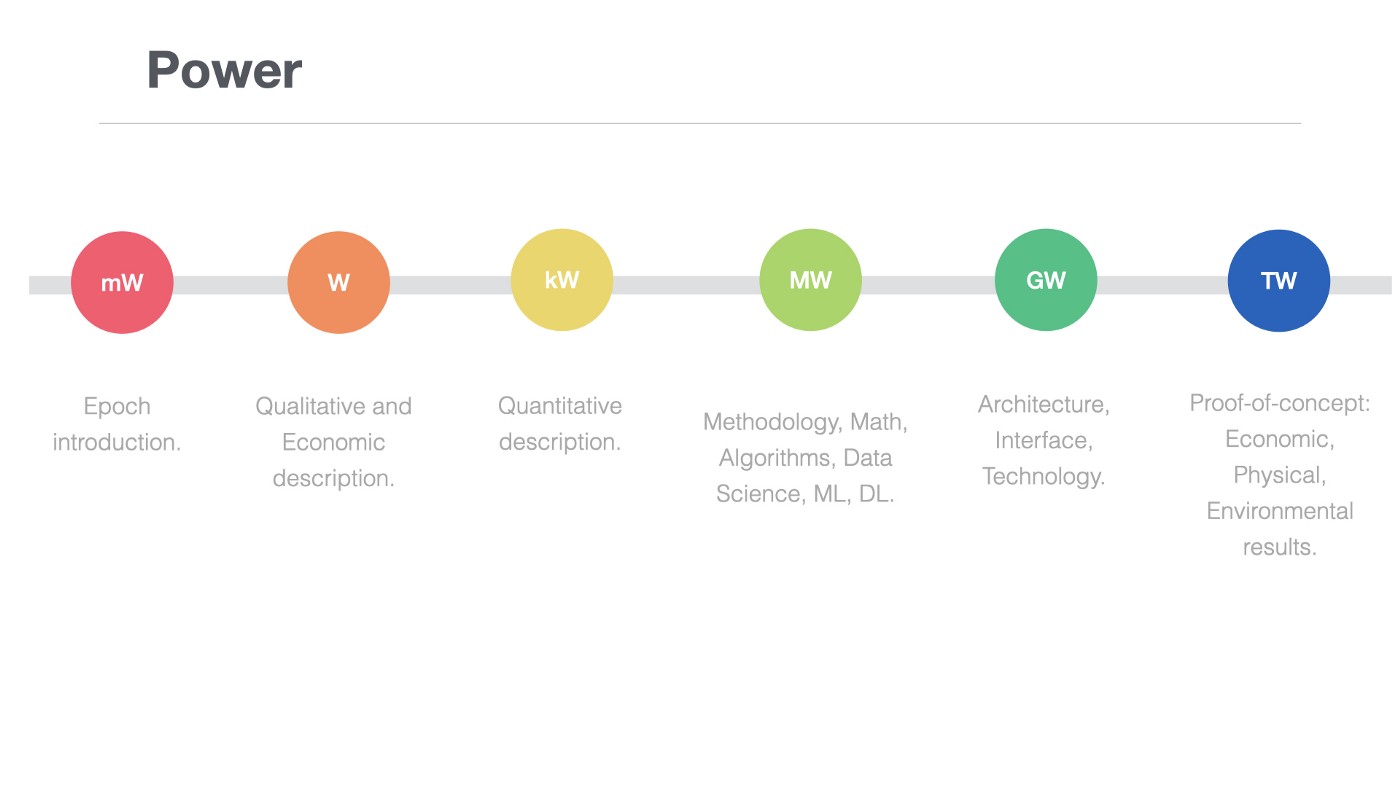 Power
mW
W
kW
MW
GW
TW
Epoch
introduction.
Qualitative and
Economic
description.
Quantitative
description.
Methodology, Math,
Algorithms, Data
Science, ML, DL.
Architecture,
Interface,
Technology.
Proof-of-concept:
Economic,
Physical,
Environmental
results.